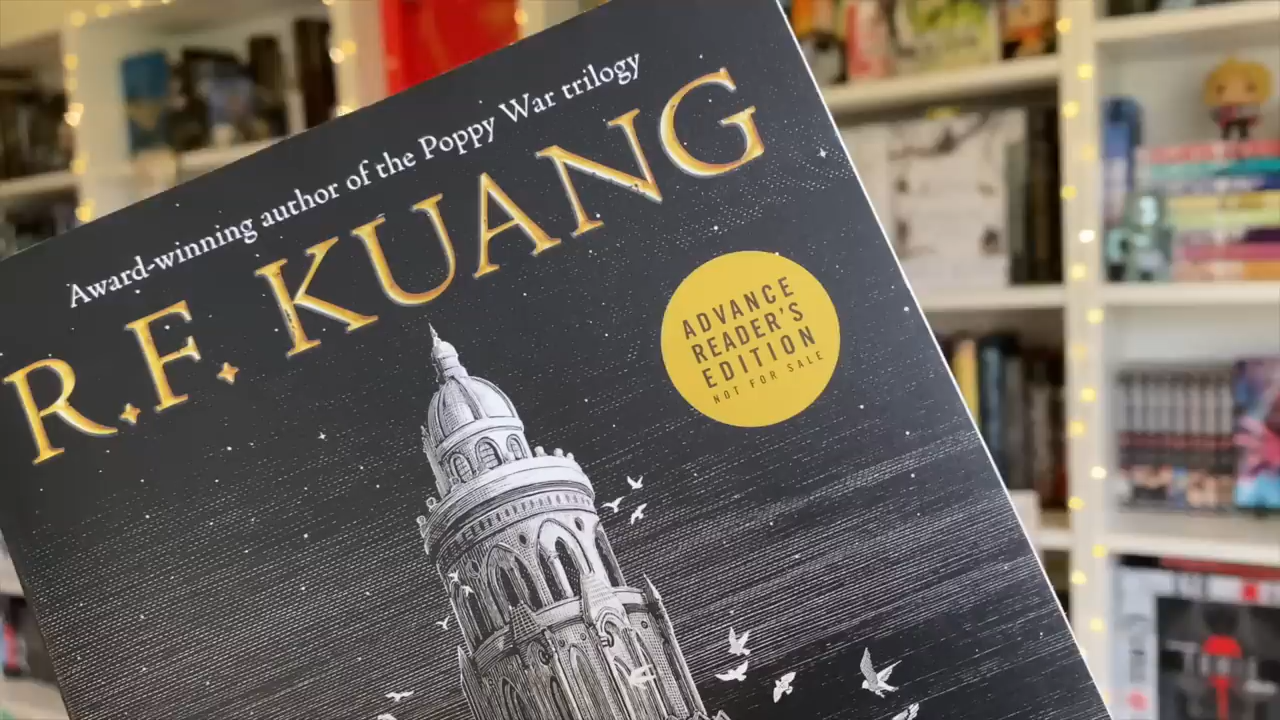 Award-winning author of the Poppy War trilogy
R.F. KUANG
ADVANCE
READER'S
EDITION
NOT FOR SALE